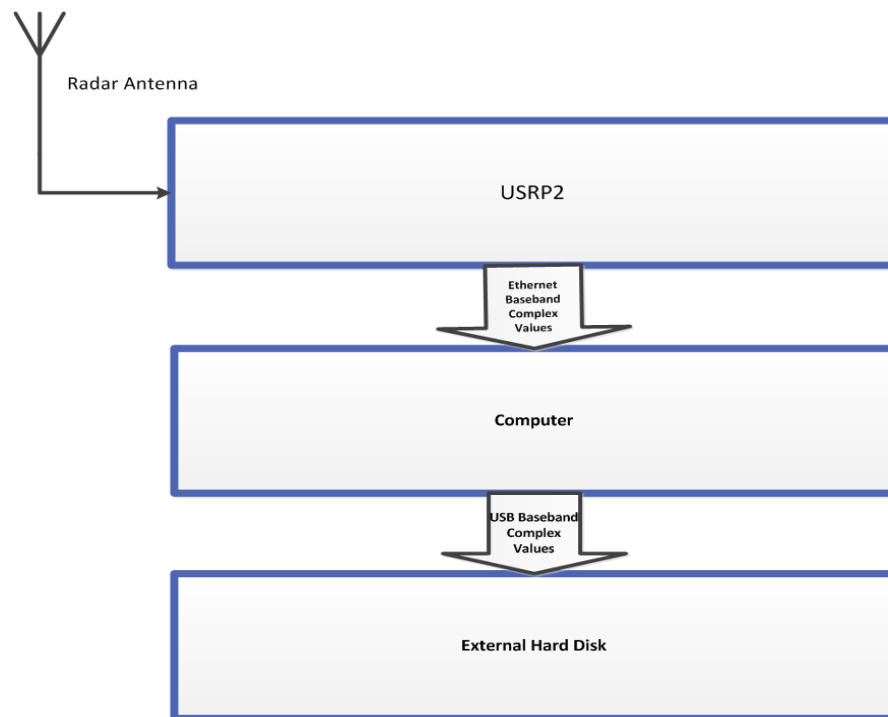 Radar Antenna
USRP2
Ethernet
Baseband
Complex
Values
Computer
USB Baseband
Complex
Values
External Hard Disk